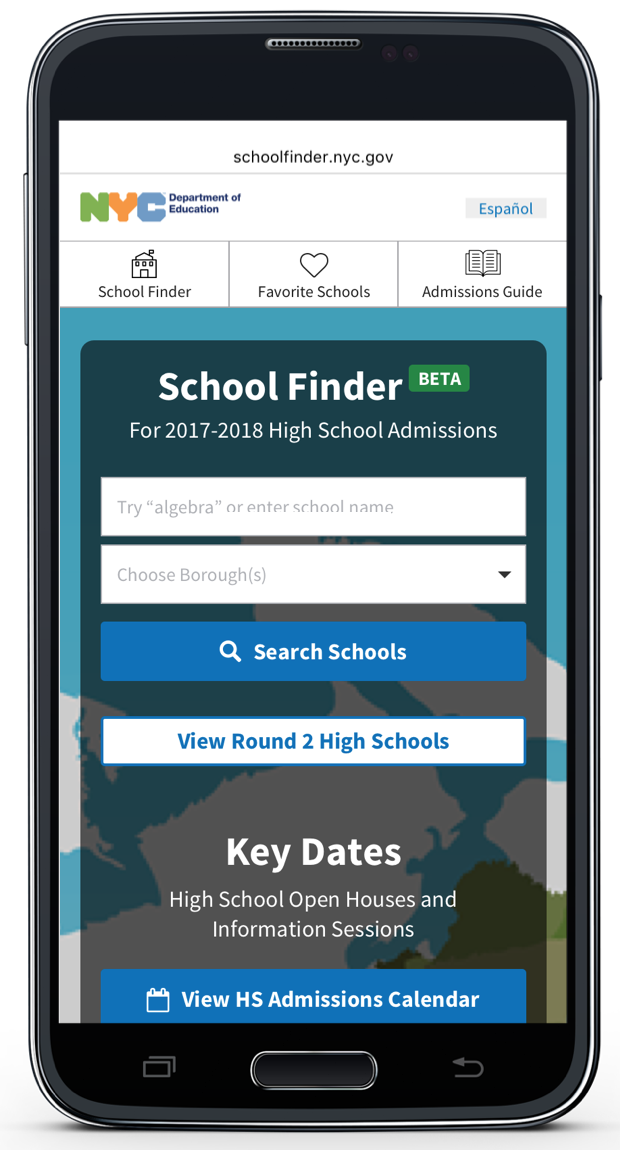 schoolfinder.nyc.gov
NYC Department of
Education
Español
School Finder
Favorite Schools
Admissions Guide
School Finder BETA
For 2017-2018 High School Admissions
Try “algebra” or enter school name
Choose Borough(s)
Search Schools
View Round 2 High Schools
Key Dates
High School Open Houses and
Information Sessions
View HS Admissions Calendar